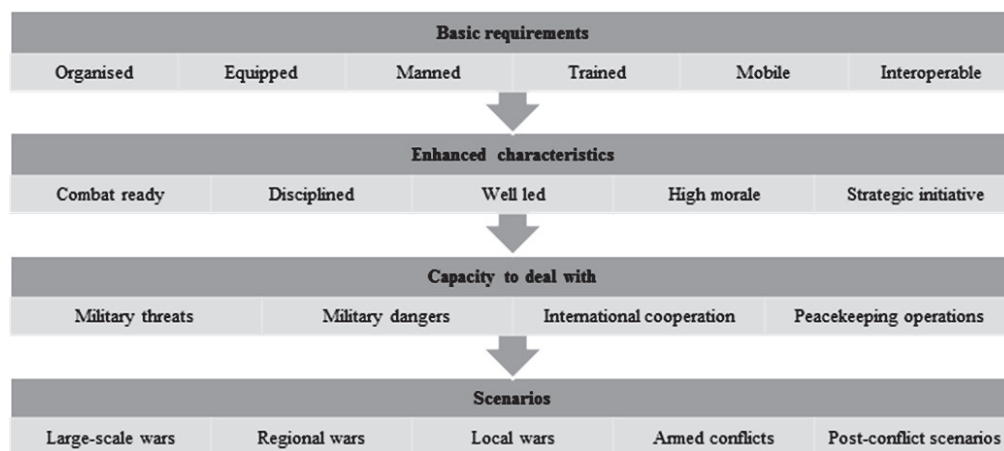 Basic requirements
Organised Equipped Manned Trained Mobile Interoperable
Enhanced characteristics
Combat ready Disciplined Well led High morale Strategic initiative
Capacity to deal with
Military threats Military dangers International cooperation Peacekeeping operations
Scenarios
Large-scale wars Regional wars Local wars Armed conflicts Post-conflict scenarios